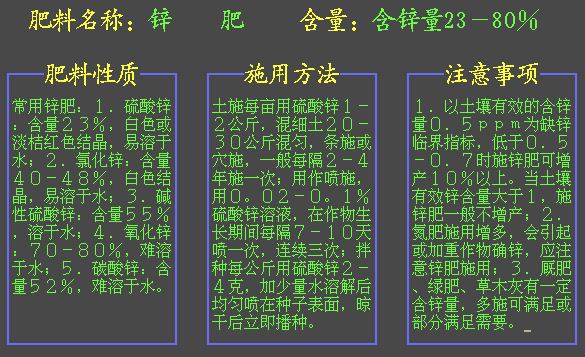 肥料名称：锌　肥　含量：含锌量23－80%
肥料性质
常用锌肥：１．硫酸锌
：含量２３％，白色或
淡桔红色结晶，易溶于
水；２．氯化锌：含量
４０－４８％，白色结
晶，易溶于水；３．碱
性硫酸锌：含量５５％
，溶于水；４．氧化锌
：７０－８０％，难溶
于水；５．碳酸锌：含
量５２％，难溶于水。
施用方法
土施每亩用硫酸锌１－
２公斤，混细土２０－
３０公斤混匀，条施或
穴施，一般每隔２－４
年施一次；用作喷施，
用０。０２－０。１％
硫酸锌溶液，在作物生
长期间每隔７－１０天
喷一次，连续三次；拌
种每公斤用硫酸锌２－
４克，加少量水溶解后
均匀喷在种子表面，晾
干后立即播种。
注意事项
１．以土壤有效的含锌
量０．５ｐｐｍ为缺锌
临界指标，低于０．５
－０．７时施锌肥可增
产１０％以上。当土壤
有效锌含量大于１，施
锌肥一般不增产；２．
氮肥施用增多，会引起
或加重作物确锌，应注
意锌肥施用；３．厩肥
、绿肥、草木灰有一定
含锌量，多施可满足或
部分满足需要。_